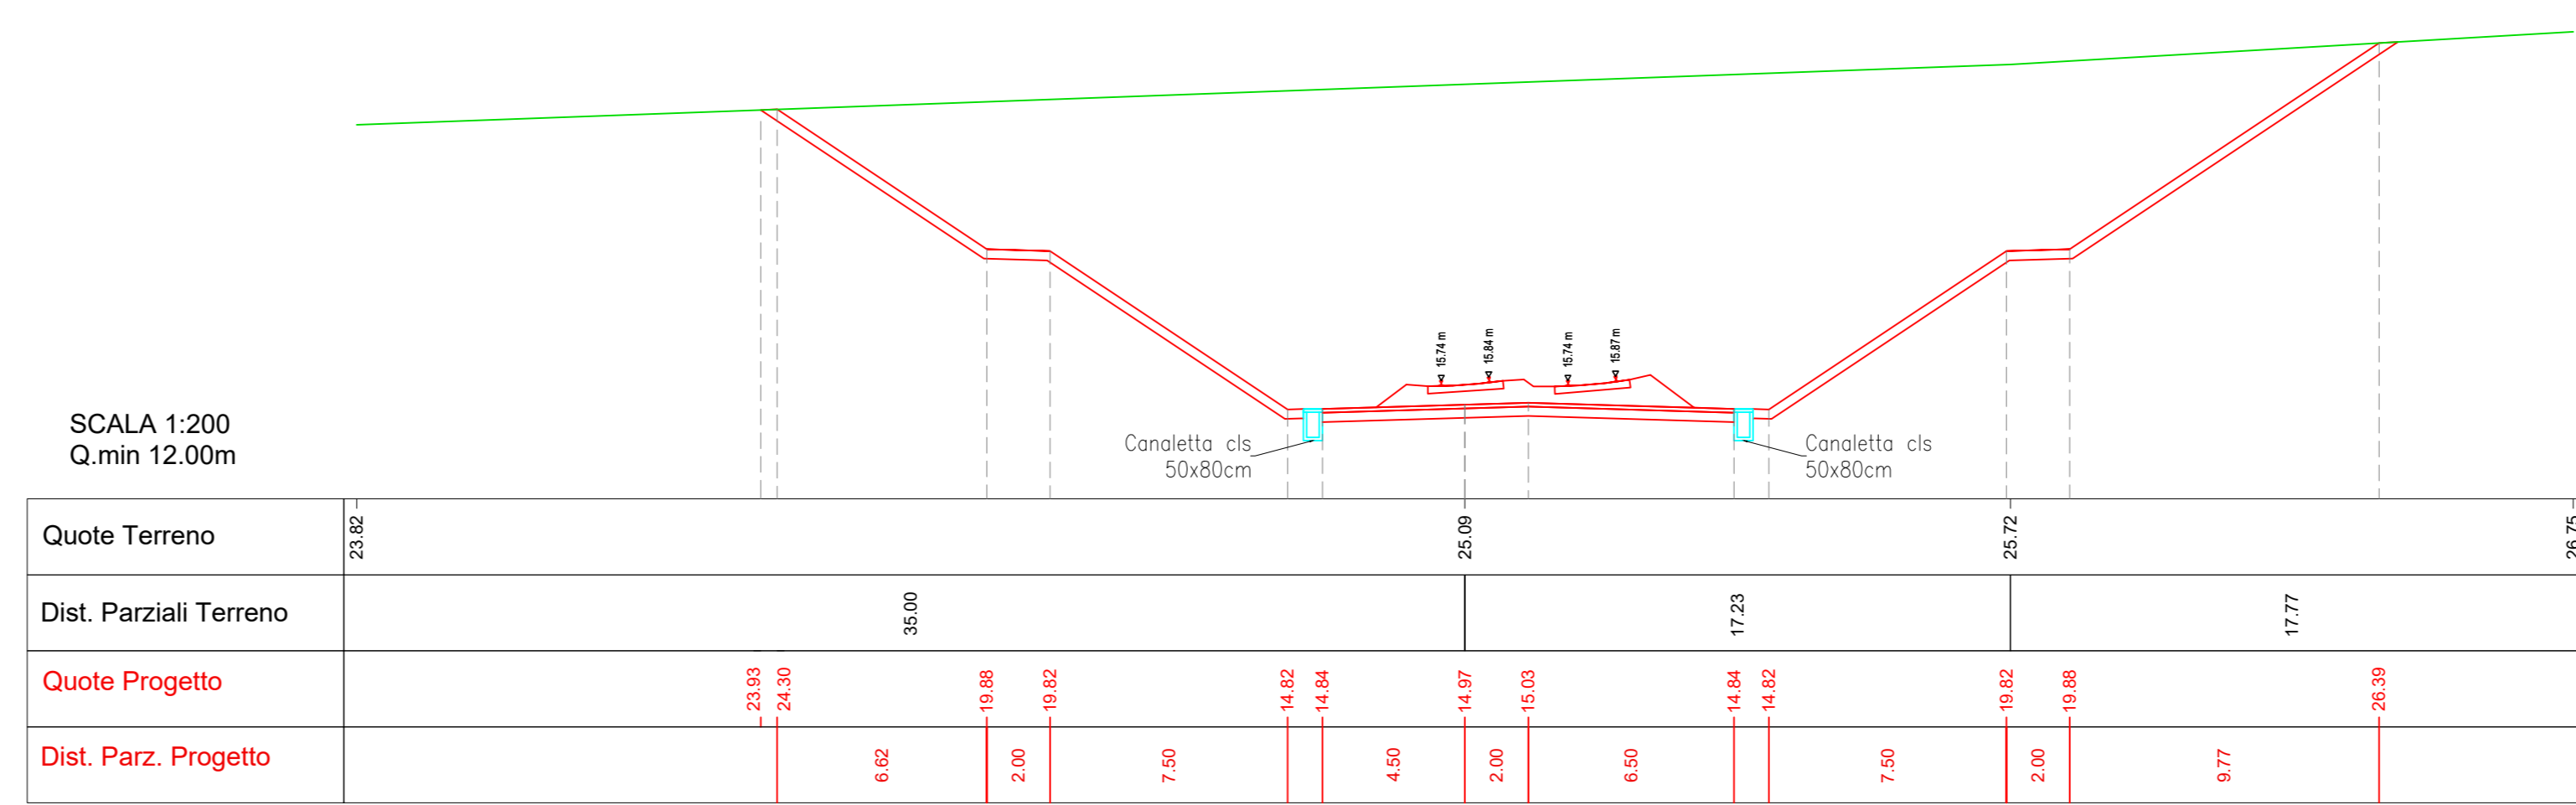 15.74 m
15.84 m
15.74 m
15.87 m
SCALA 1:200
Q.min 12.00m
Canaletta cls
50x80cm
Canaletta cls
50x80cm
Quote Terreno
23.82
25.09
25.72
26.75
Dist. Parziali Terreno
35.00
17.23
17.77
Quote Progetto
23.93
24.30
19.88
19.82
14.82
14.84
14.97
15.03
14.84
14.82
19.82
19.88
26.39
Dist. Parz. Progetto
6.62
2.00
7.50
4.50
2.00
6.50
7.50
2.00
9.77